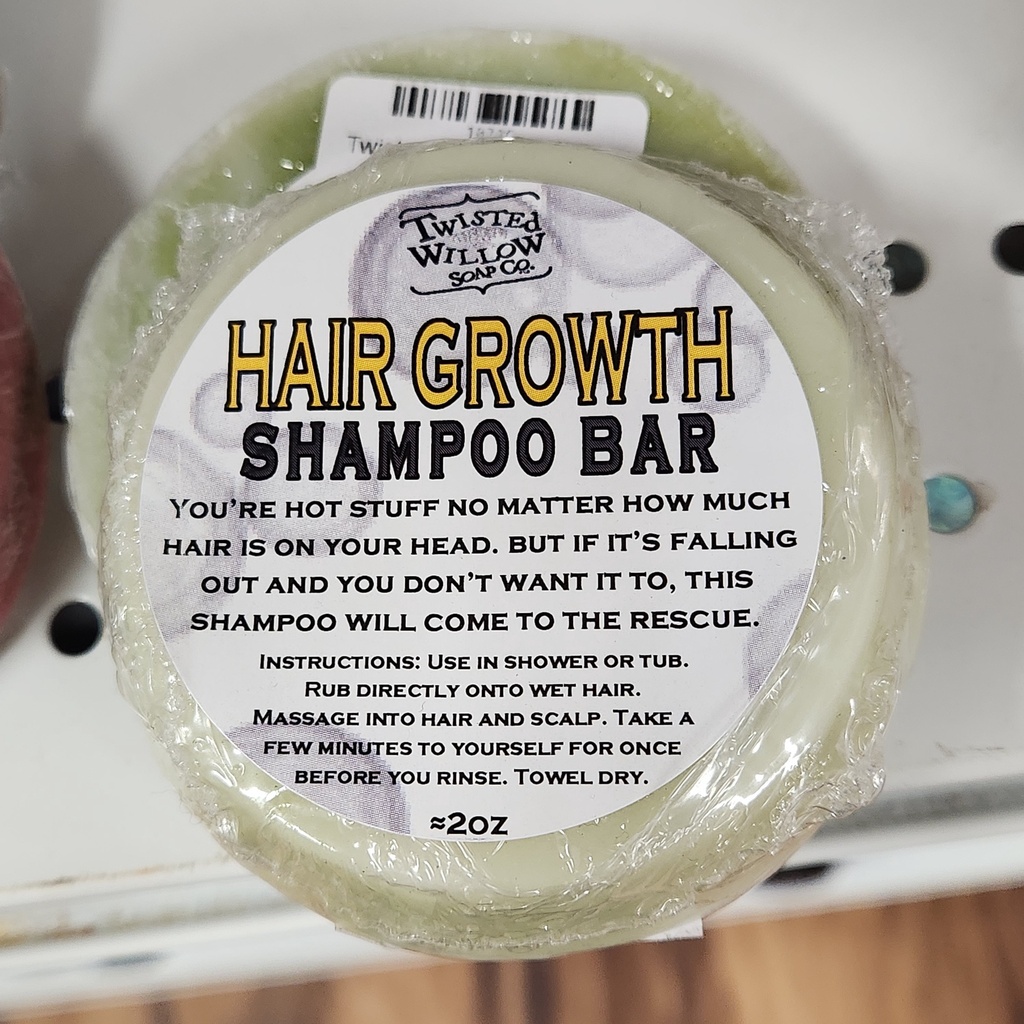 TWISTED
WILLOW
SOAP CO.
HAIR GROWTH
SHAMPOO BAR
YOU'RE HOT STUFF NO MATTER HOW MUCH
HAIR IS ON YOUR HEAD. BUT IF IT'S FALLING
OUT AND YOU DON'T WANT IT TO, THIS
SHAMPOO WILL COME TO THE RESCUE.
INSTRUCTIONS: USE IN SHOWER OR TUB.
RUB DIRECTLY ONTO WET HAIR.
MASSAGE INTO HAIR AND SCALP. TAKE A
FEW MINUTES TO YOURSELF FOR ONCE
BEFORE YOU RINSE. TOWEL DRY.
≈2OZ